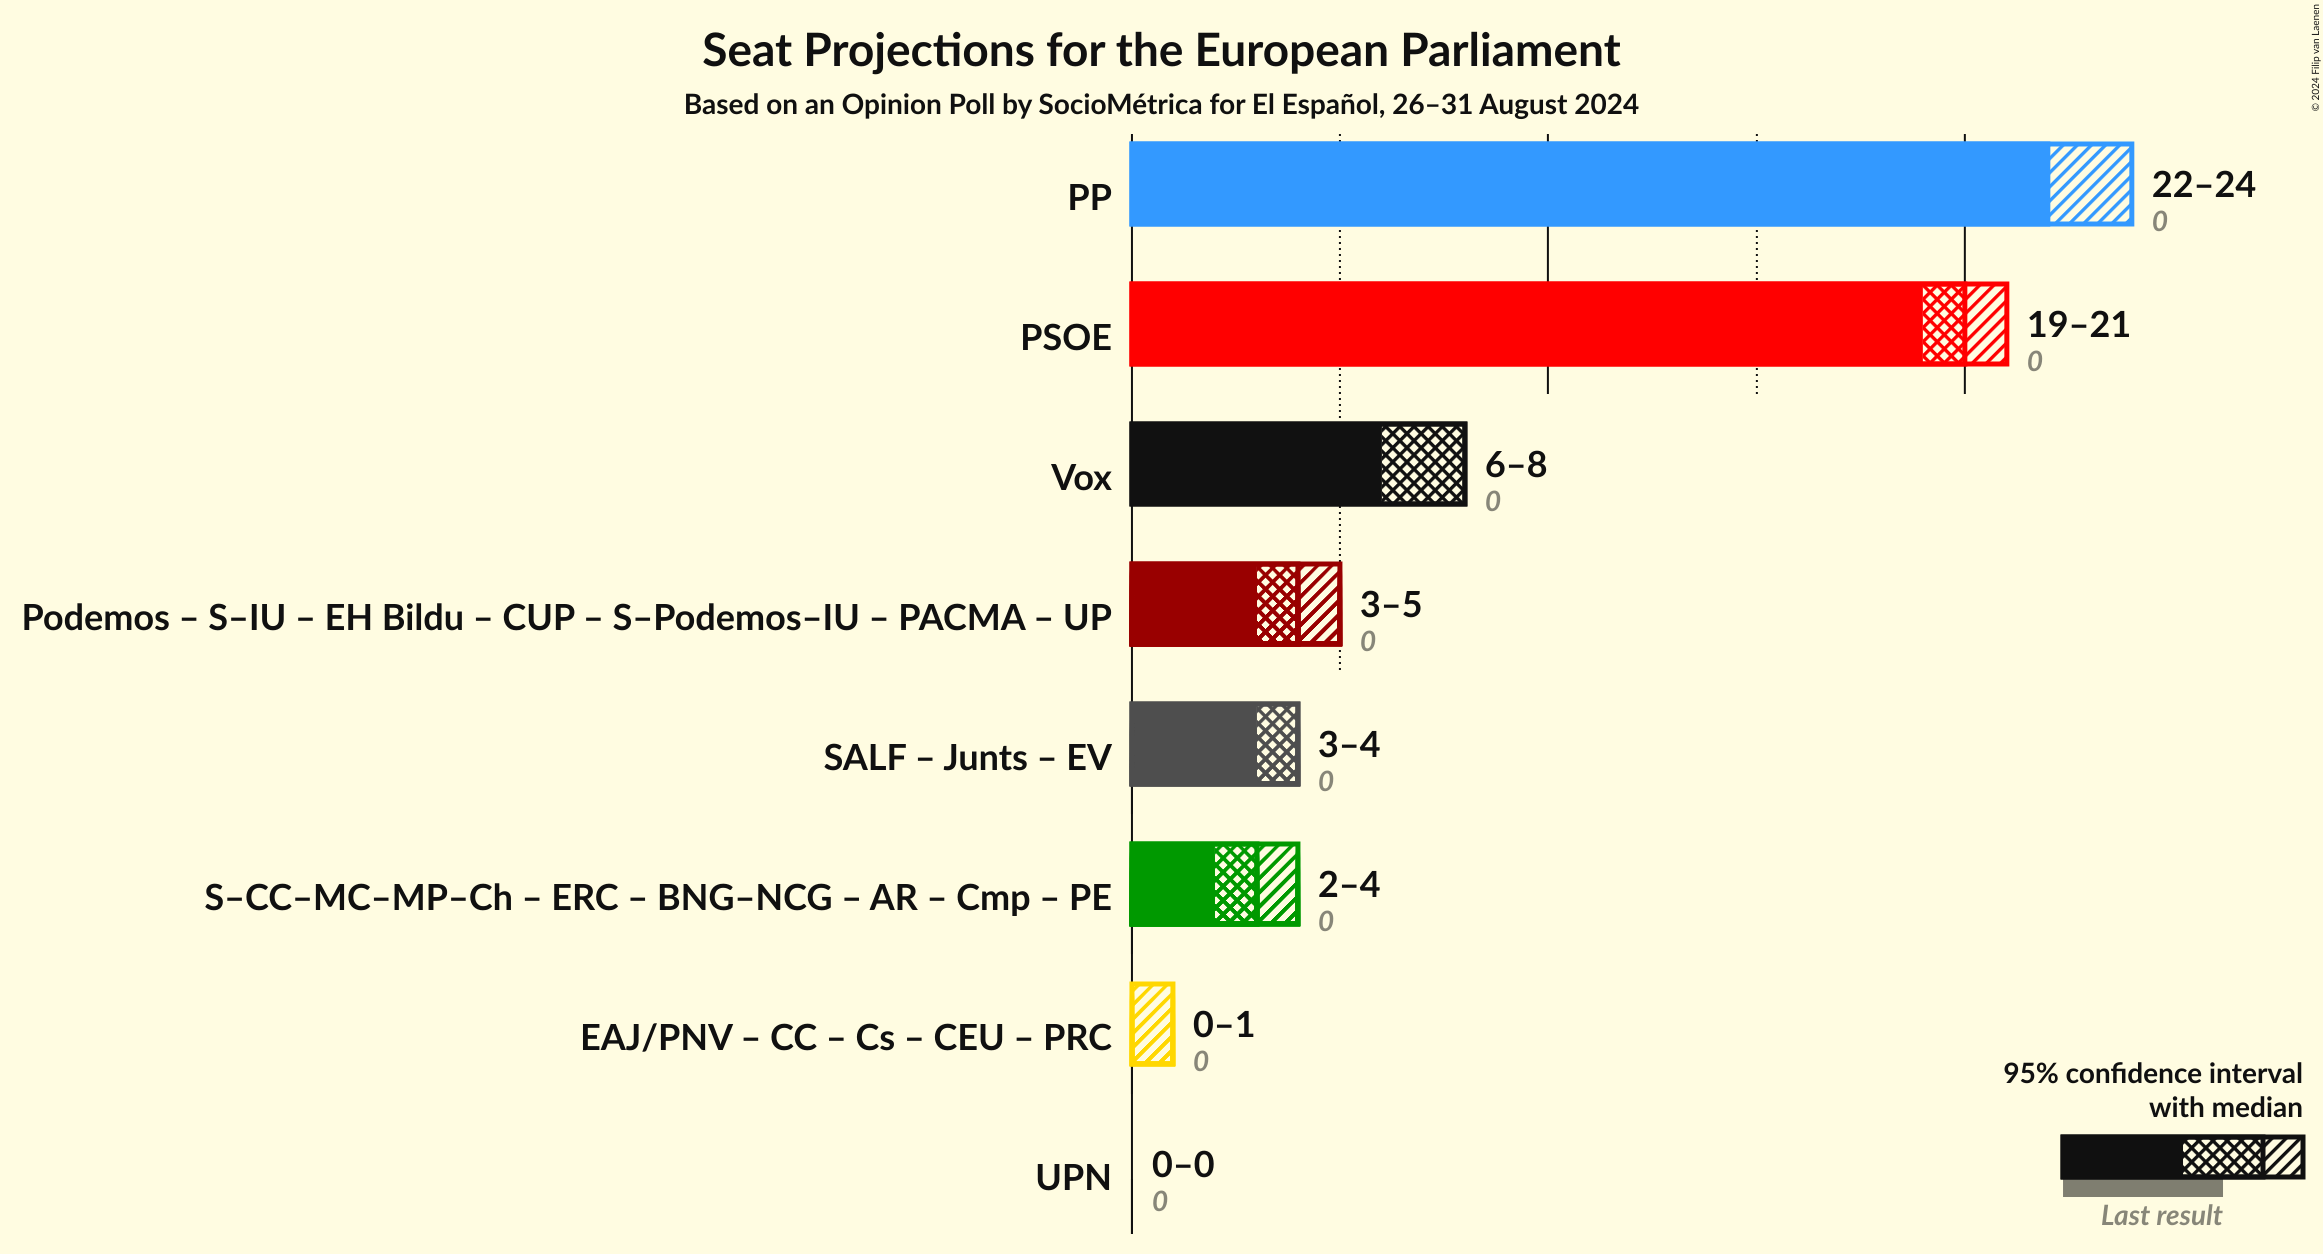 Seat Projections for the European Parliament
Based on an Opinion Poll by SocioMétrica for El Español, 26–31 August 2024
© 2024 Filip van Laenen
PP
22–24
0
PSOE
19–21
0
Vox
6–8
0
Podemos – S–IU – EH Bildu – CUP – S–Podemos–IU – PACMA – UP
3–5
0
SALF – Junts – EV
3–4
0
S–CC–MC–MP–Ch – ERC – BNG–NCG – AR – Cmp – PE
2–4
0
EAJ/PNV – CC – Cs – CEU – PRC
0–1
0
UPN
0–0
0
95% confidence interval
with median
Last result